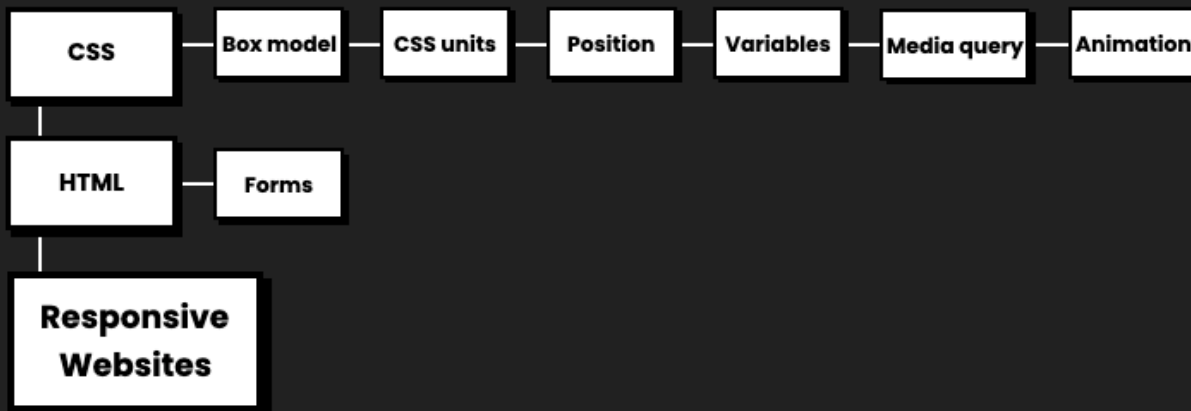 CSS
Box model
CSS units
Position
Variables
Media query
Animation
HTML
Forms
Responsive
Websites